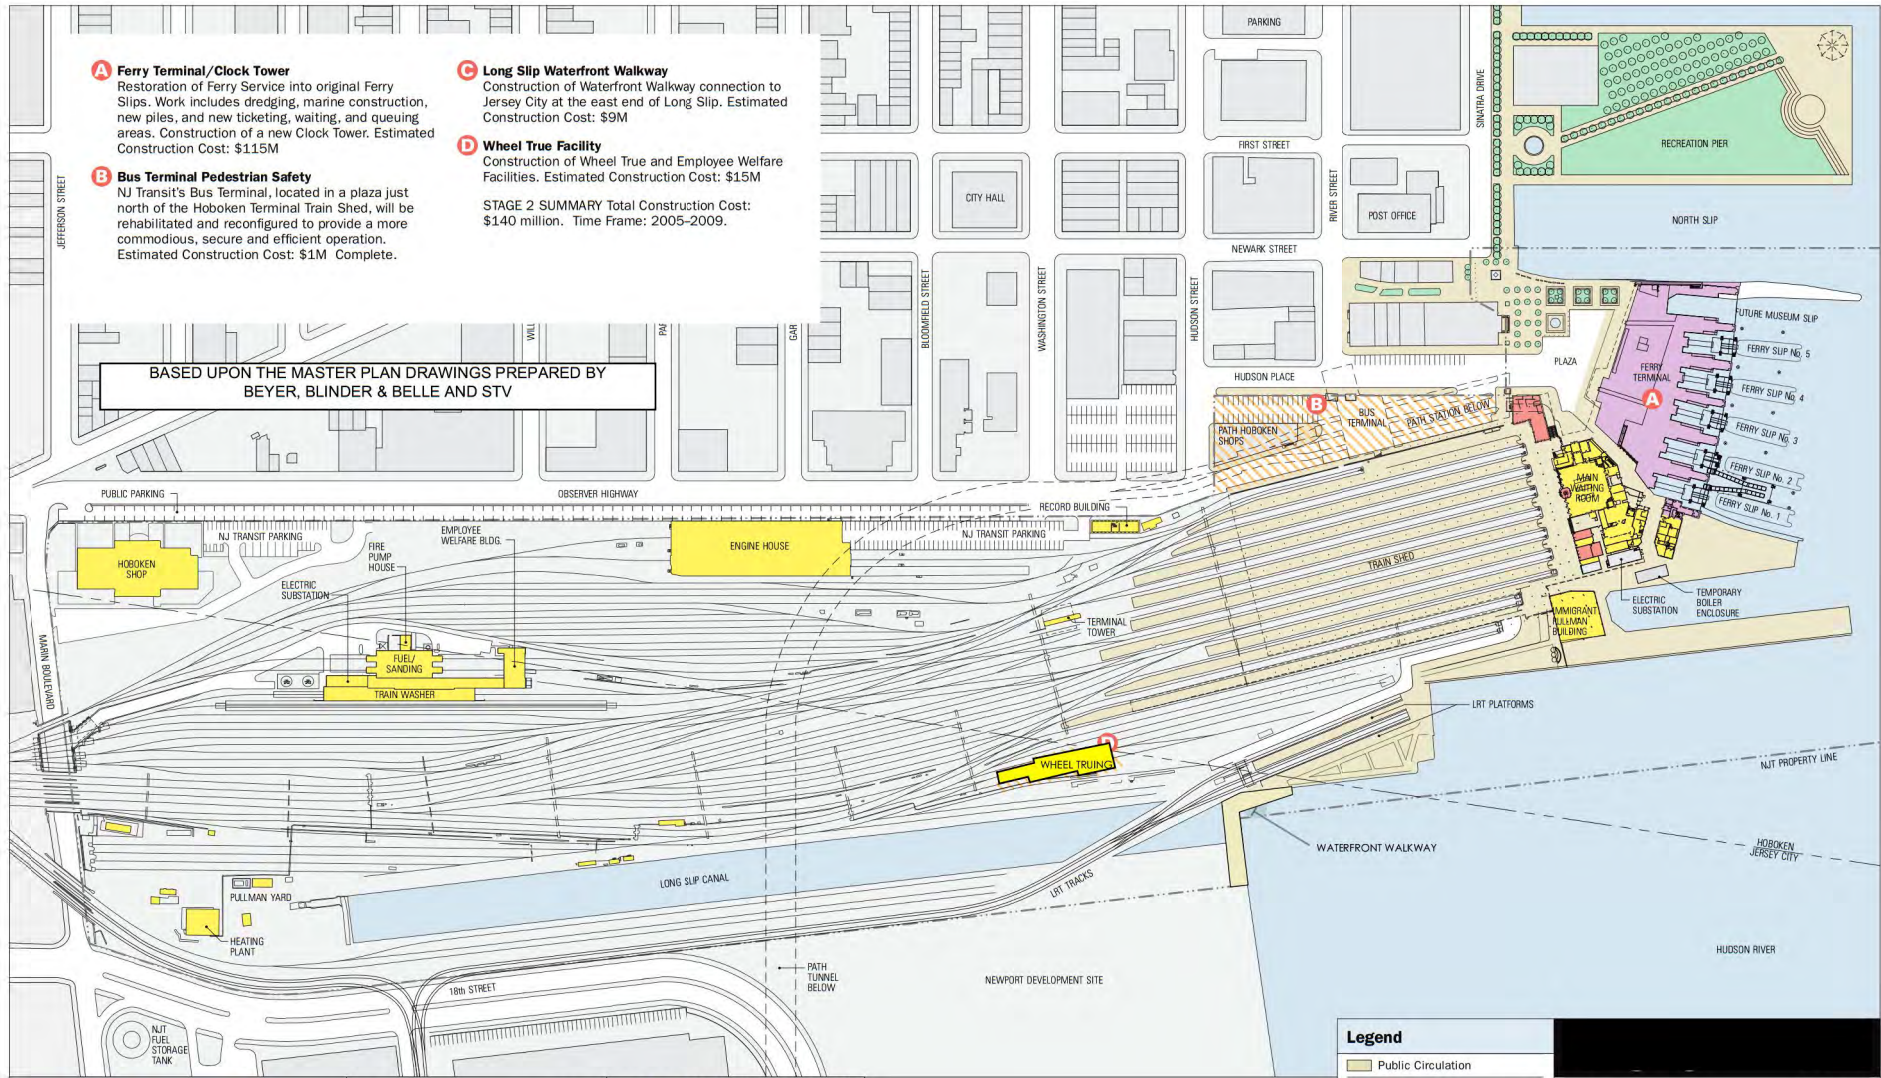 A Ferry Terminal/Clock Tower
Restoration of Ferry Service into original Ferry
Slips. Work includes dredging, marine construction,
new piles, and new ticketing, waiting, and queuing
areas. Construction of a new Clock Tower. Estimated
Construction Cost: $115M
B Bus Terminal Pedestrian Safety
NJ Transit's Bus Terminal, located in a plaza just
north of the Hoboken Terminal Train Shed, will be
rehabilitated and reconfigured to provide a more
commodious, secure and efficient operation.
Estimated Construction Cost: $1M Complete.
C Long Slip Waterfront Walkway
Construction of Waterfront Walkway connection to
Jersey City at the east end of Long Slip. Estimated
Construction Cost: $9M
D Wheel True Facility
Construction of Wheel True and Employee Welfare
Facilities. Estimated Construction Cost: $15M
STAGE 2 SUMMARY Total Construction Cost:
$140 million. Time Frame: 2005–2009.
BASED UPON THE MASTER PLAN DRAWINGS PREPARED BY
BEYER, BLINDER & BELLE AND STV
JEFFERSON STREET
BLOOMFIELD STREET
WASHINGTON STREET
HUDSON STREET
RIVER STREET
SINATRA DRIVE
PARKING
FIRST STREET
CITY HALL
POST OFFICE
NEWARK STREET
HUDSON PLACE
RECREATION PIER
NORTH SLIP
PLAZA
FUTURE MUSEUM SLIP
FERRY SLIP No. 5
FERRY SLIP No. 4
FERRY SLIP No. 3
FERRY SLIP No. 2
FERRY SLIP No. 1
FERRY
TERMINAL
A
B
BUS
TERMINAL
PATH STATION BELOW
PATH HOBOKEN
SHOPS
MAIN
WAITING
ROOM
TRAIN SHED
PUBLIC PARKING
OBSERVER HIGHWAY
RECORD BUILDING
NJ TRANSIT PARKING
EMPLOYEE
WELFARE BLDG.
ENGINE HOUSE
NJ TRANSIT PARKING
HOBOKEN
SHOP
FIRE
PUMP
HOUSE
ELECTRIC
SUBSTATION
FUEL/
SANDING
TRAIN WASHER
TERMINAL
TOWER
IMMIGRANT
PULLMAN
BUILDING
ELECTRIC
SUBSTATION
TEMPORARY
BOILER
ENCLOSURE
MARIN BOULEVARD
LRT PLATFORMS
D
WHEEL TRUING
NJT PROPERTY LINE
WATERFRONT WALKWAY
HOBOKEN
JERSEY CITY
LONG SLIP CANAL
LRT TRACKS
PULLMAN YARD
HEATING
PLANT
HUDSON RIVER
PATH
TUNNEL
BELOW
NEWPORT DEVELOPMENT SITE
18th STREET
NJT
FUEL
STORAGE
TANK
Legend
Public Circulation